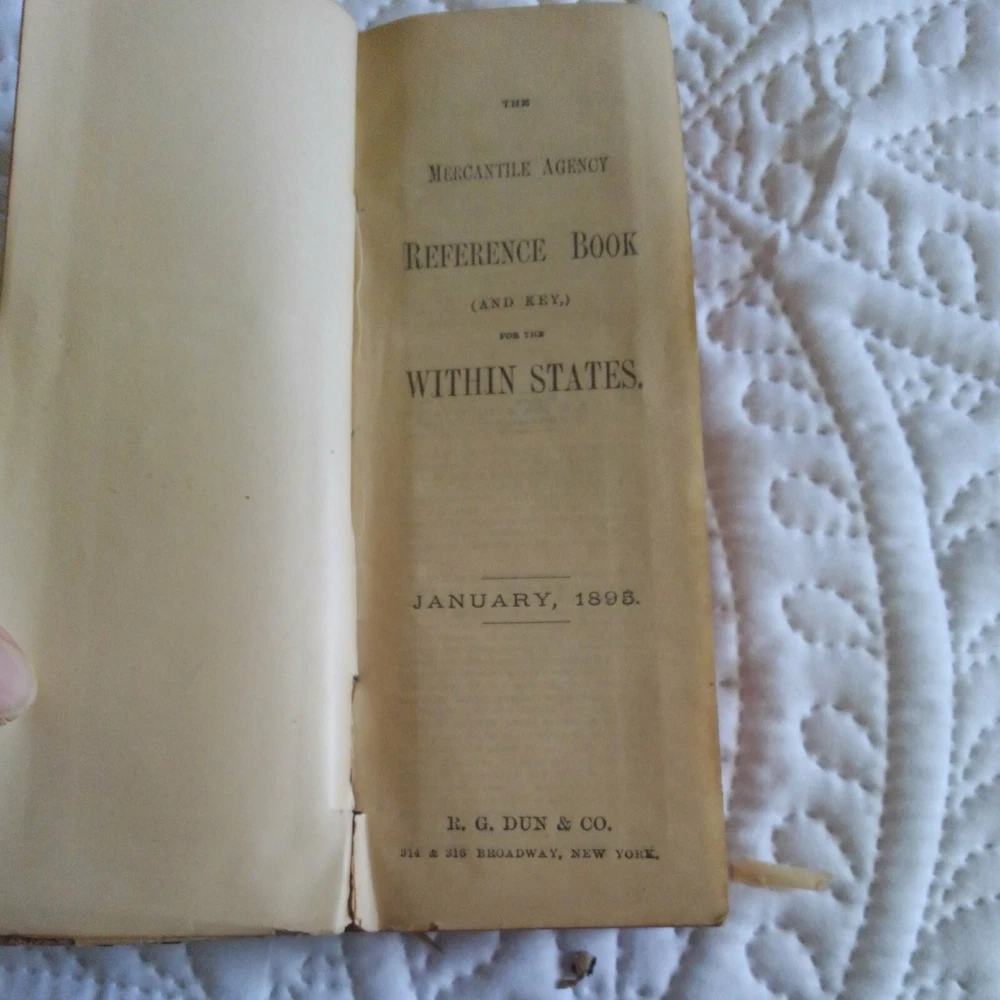 THE
MERCANTILE AGENCY
REFERENCE BOOK
(AND KEY,)
FOR THE
WITHIN STATES.
JANUARY, 1893.
R. G. DUN & CO.
314 & 316 BROADWAY, NEW YORK.